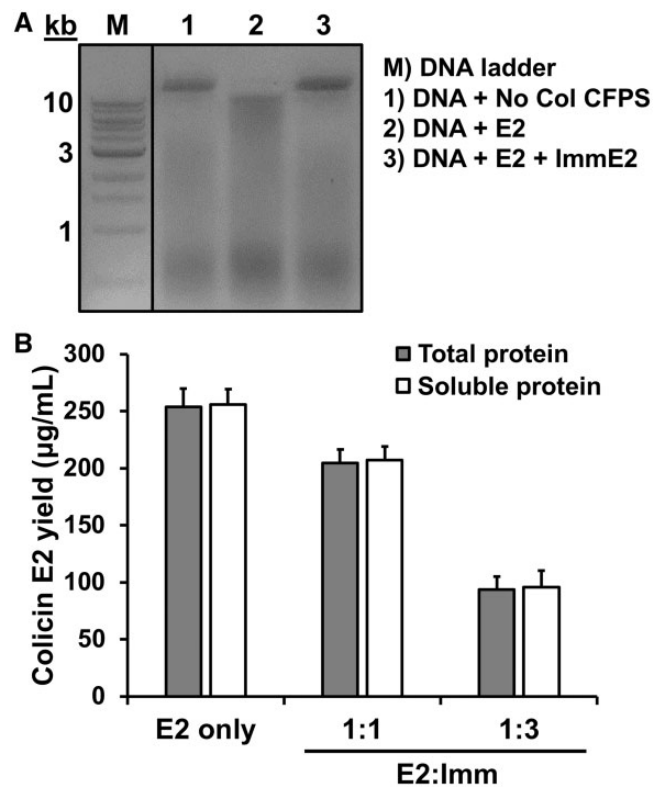 A
kb M 1 2 3
10
3
1
M) DNA ladder
1) DNA + No Col CFPS
2) DNA + E2
3) DNA + E2 + ImmE2
B
Colicin E2 yield (μg/mL)
300
250
200
150
100
50
0
Total protein
Soluble protein
E2 only 1:1 1:3
E2:Imm